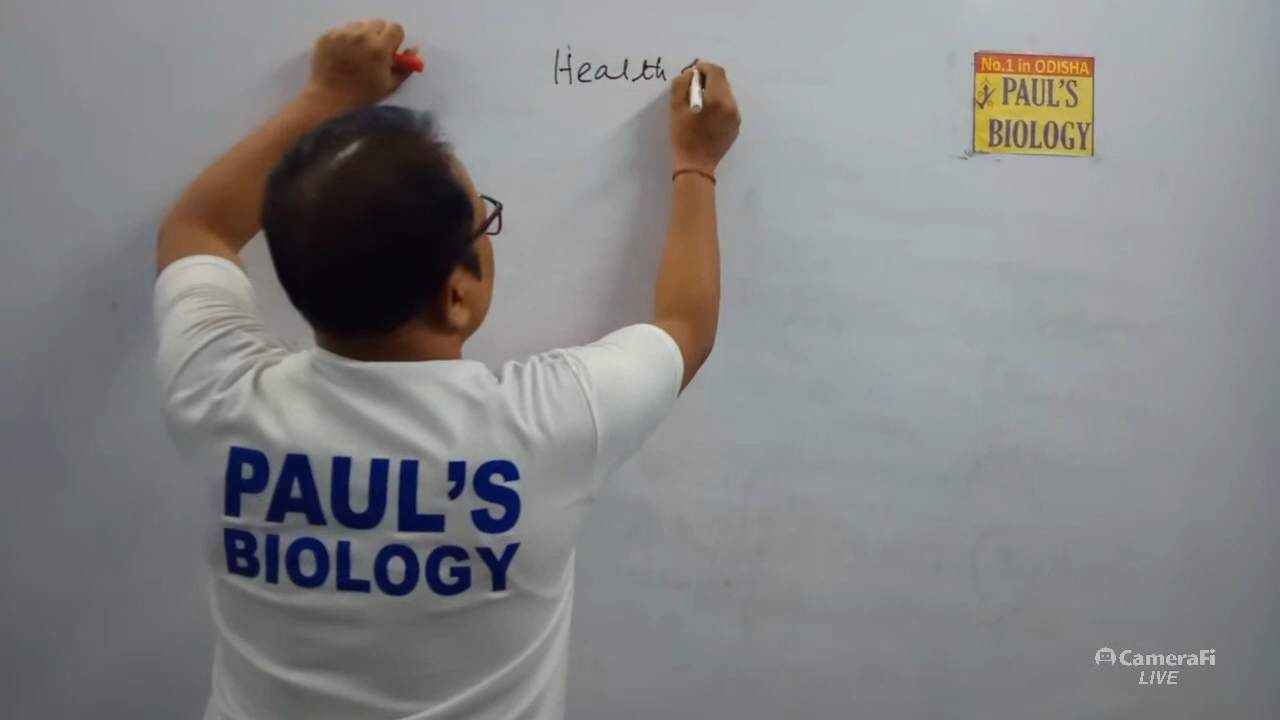 Health
No.1 in ODISHA
PAUL'S
BIOLOGY
PAUL'S
BIOLOGY
CameraFi
LIVE